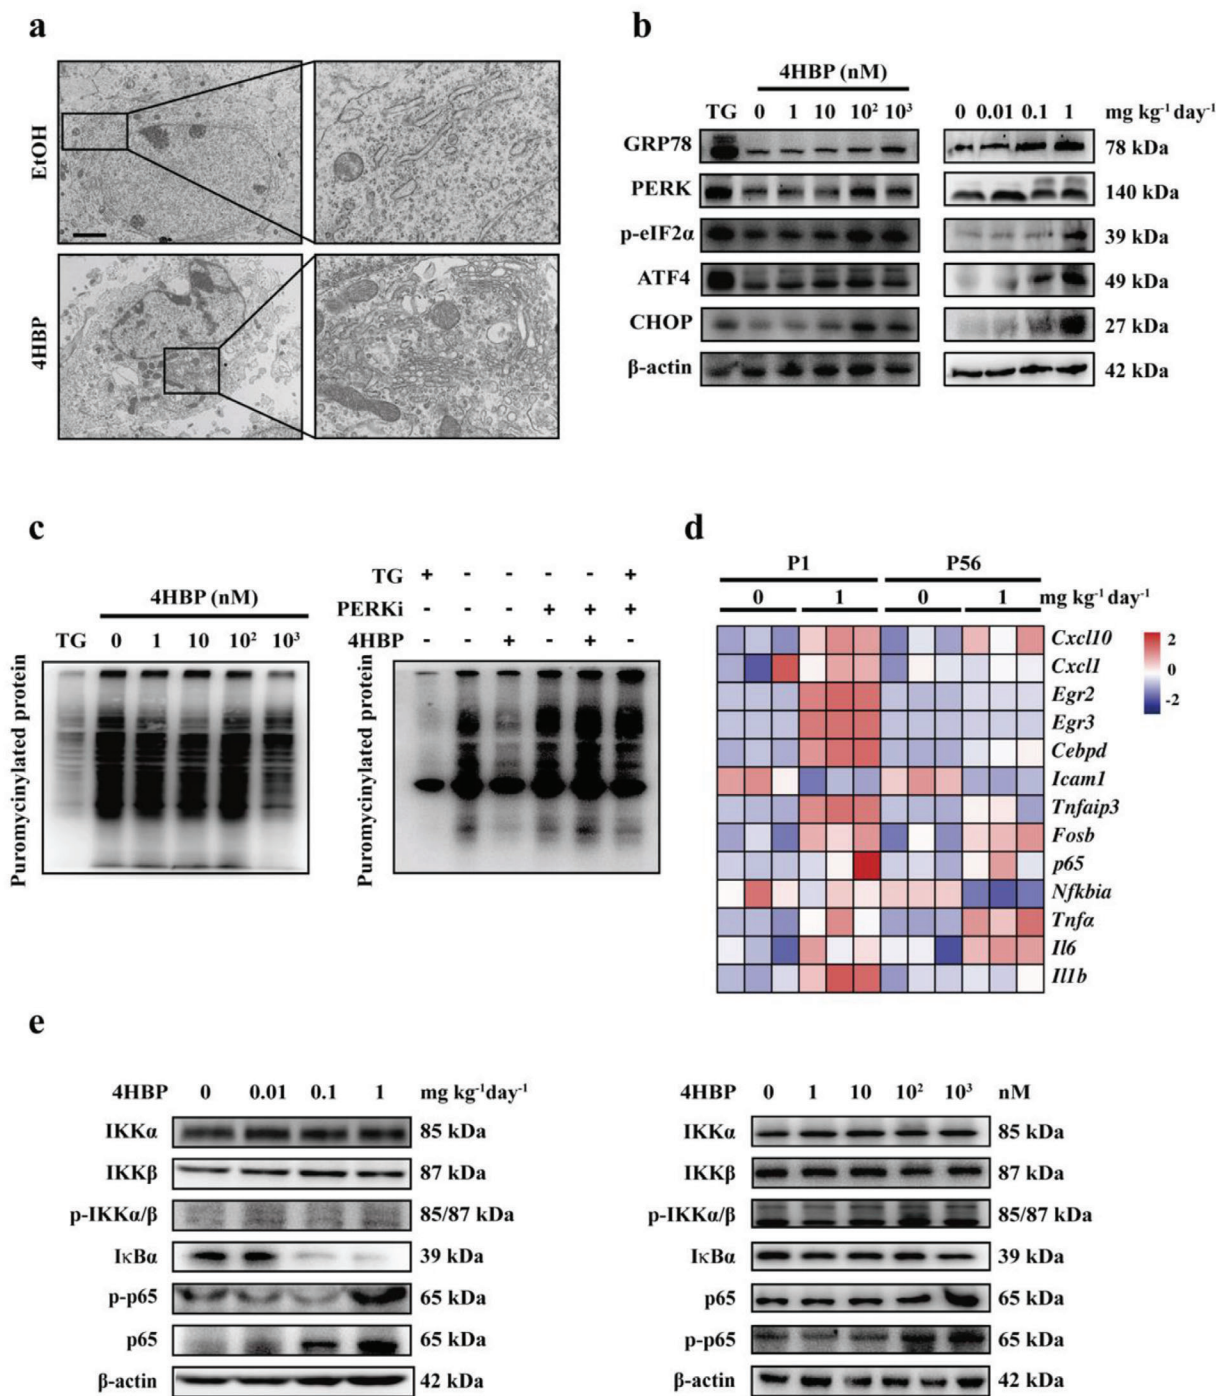 a
EtOH
4HBP
b
4HBP (nM)
TG 0 1 10 10² 10³ 0 0.01 0.1 1 mg kg⁻¹ day⁻¹
GRP78 78 kDa
PERK 140 kDa
p-eIF2α 39 kDa
ATF4 49 kDa
CHOP 27 kDa
β-actin 42 kDa
c
4HBP (nM)
TG 0 1 10 10² 10³
Puromycinylated protein
TG + - - - - +
PERKi - - - + + +
4HBP - - + - + -
Puromycinylated protein
d
P1 P56
0 1 0 1 mg kg⁻¹ day⁻¹
Cxcl10
Cxcl1
Egr2
Egr3
Cebpd
Icam1
Tnfaip3
Fosb
p65
Nfkbia
Tnfα
Il6
Il1b
2
0
-2
e
4HBP 0 0.01 0.1 1 mg kg⁻¹day⁻¹
IKKα 85 kDa
IKKβ 87 kDa
p-IKKα/β 85/87 kDa
IκBα 39 kDa
p-p65 65 kDa
p65 65 kDa
β-actin 42 kDa
4HBP 0 1 10 10² 10³ nM
IKKα 85 kDa
IKKβ 87 kDa
p-IKKα/β 85/87 kDa
IκBα 39 kDa
p65 65 kDa
p-p65 65 kDa
β-actin 42 kDa